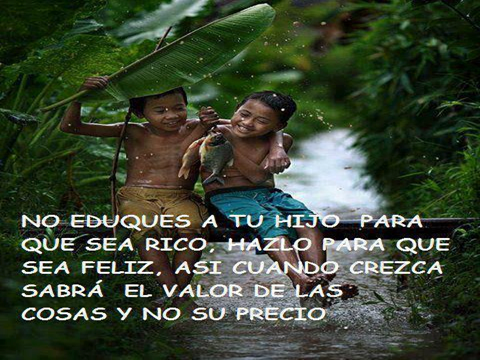 NO EDUQUES A TU HIJO PARA
QUE SEA RICO, HAZLO PARA QUE
SEA FELIZ, ASI CUANDO CREZCA
SABRÁ EL VALOR DE LAS
COSAS Y NO SU PRECIO